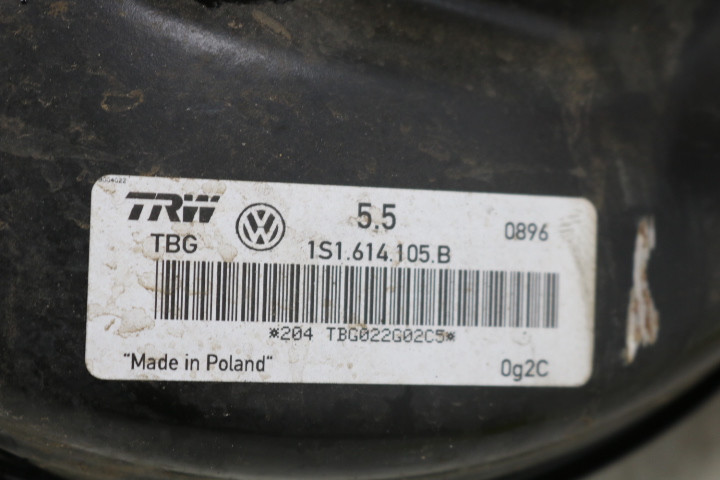 TRW
5.5
0896
TBG
1S1.614.105.B
*204 TBG022G02C5*
"Made in Poland"
0g2C